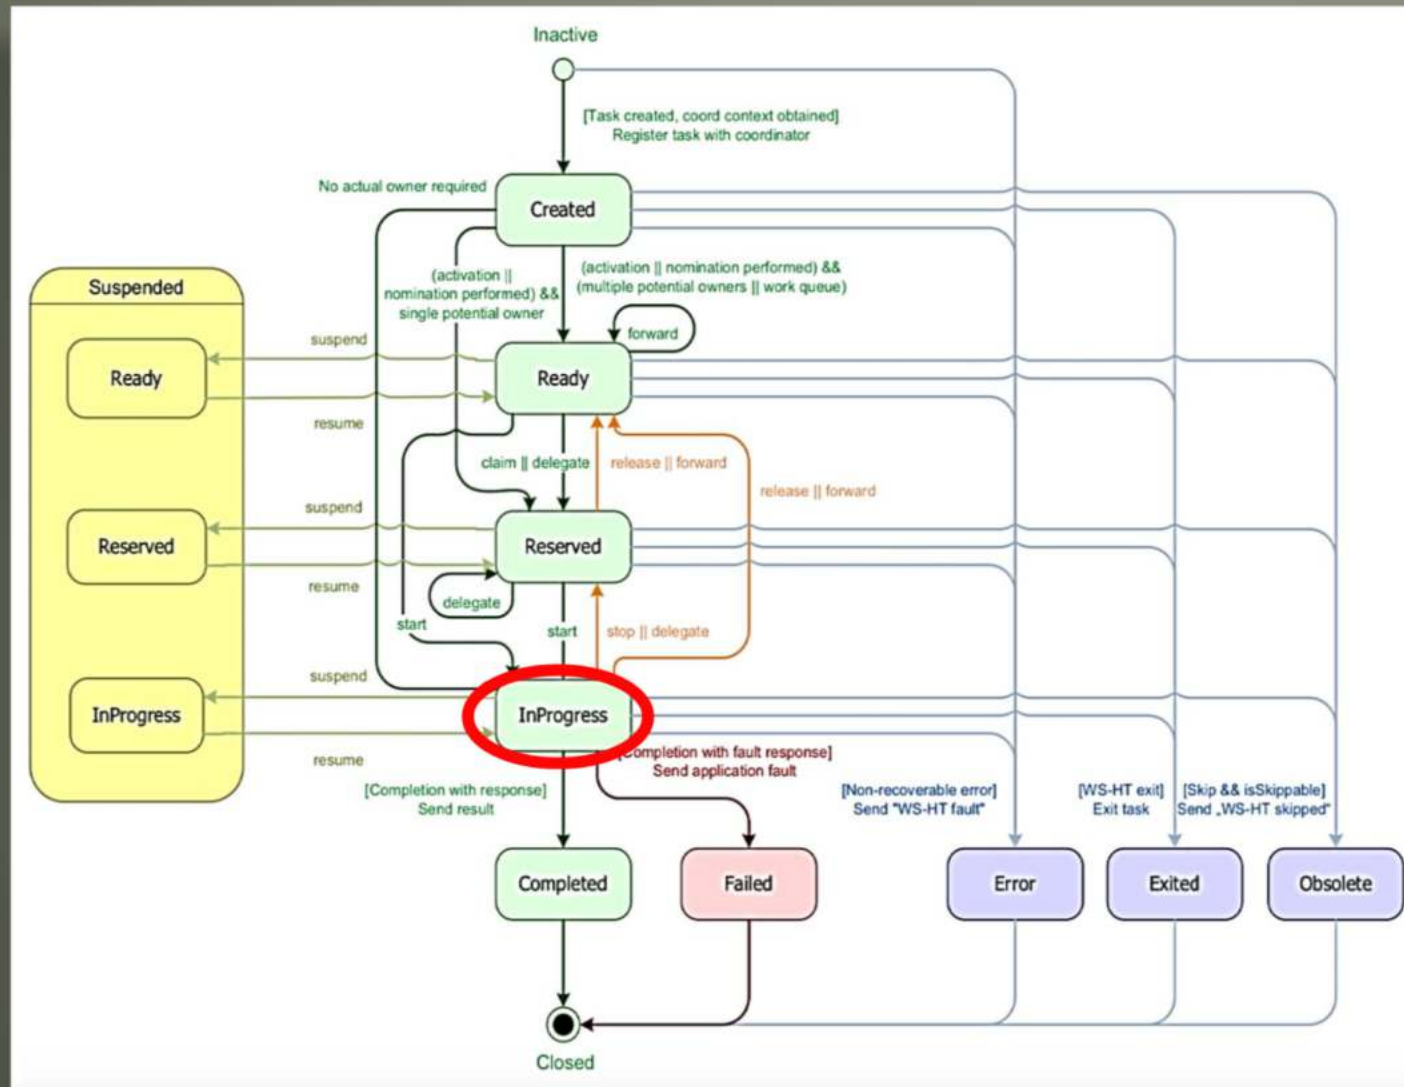 Inactive
[Task created, coord context obtained]
Register task with coordinator
No actual owner required
Created
(activation ||
nomination performed) &&
single potential owner
(activation || nomination performed) &&
(multiple potential owners || work queue)
Suspended
forward
suspend
Ready
Ready
resume
claim || delegate
release || forward
release || forward
suspend
Reserved
Reserved
resume
delegate
start
start
stop || delegate
suspend
InProgress
InProgress
resume
[Completion with response]
Send result
Completion with fault response]
Send application fault
[Non-recoverable error]
Send "WS-HT fault"
[WS-HT exit]
Exit task
[Skip && isSkippable]
Send „WS-HT skipped"
Completed
Failed
Error
Exited
Obsolete
Closed